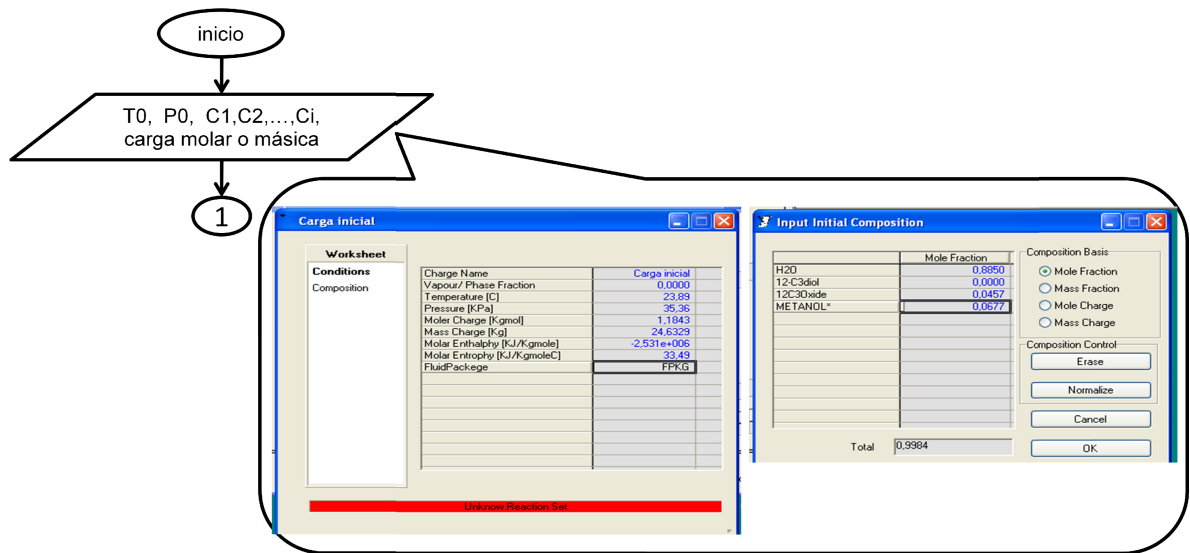 inicio
T0, P0, C1,C2,...,Ci,
carga molar o másica
1
Carga inicial
Worksheet
Conditions
Composition
Charge Name Carga inicial
Vapour/ Phase Fraction 0,0000
Temperature [C] 23,89
Pressure [KPa] 35,36
Moler Charge [Kgmol] 1,1843
Mass Charge [Kg] 24,6329
Molar Enthalphy [KJ/Kgmole] -2,531e+006
Molar Entrophy [KJ/KgmoleC] 33,49
FluidPackege FPKG
Unknow Reaction Set
Input Initial Composition
Mole Fraction
H2O 0,8850
12-C3diol 0,0000
12C3Oxide 0,0457
METANOL* 0,0677
Total 0,9984
Composition Basis
Mole Fraction
Mass Fraction
Mole Charge
Mass Charge
Composition Control
Erase
Normalize
Cancel
OK